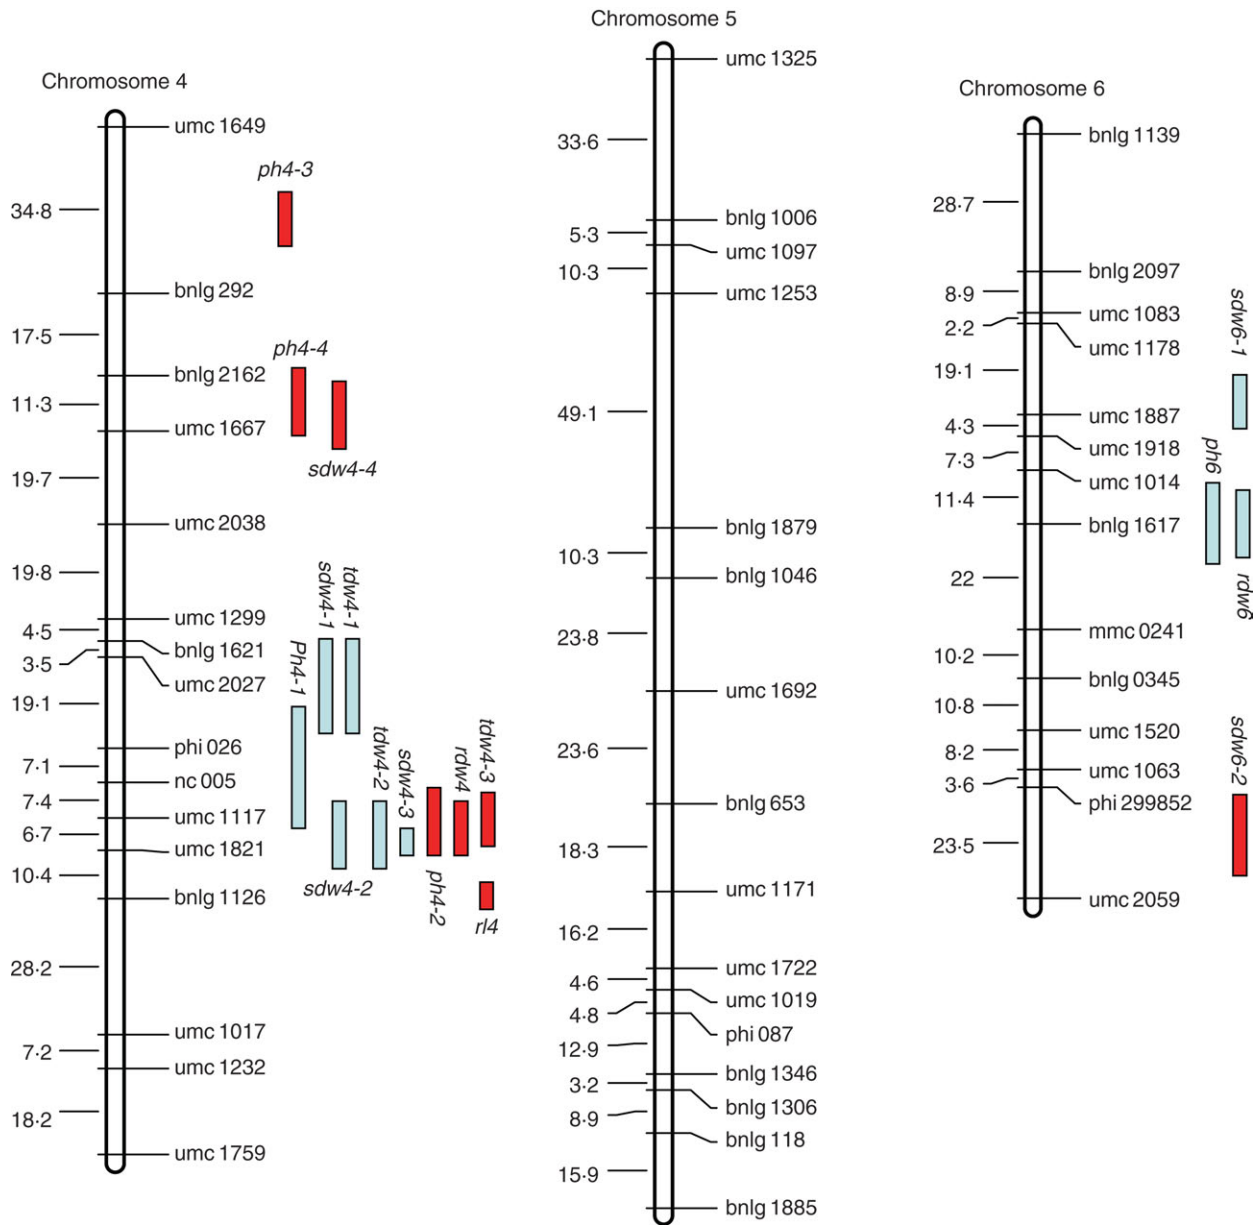 Chromosome 4
umc 1649
34·8
bnlg 292
17·5
bnlg 2162
11·3
umc 1667
19·7
umc 2038
19·8
umc 1299
4·5
bnlg 1621
3·5
umc 2027
19·1
phi 026
7·1
nc 005
7·4
umc 1117
6·7
umc 1821
10·4
bnlg 1126
28·2
umc 1017
7·2
umc 1232
18·2
umc 1759
ph4-3
ph4-4
sdw4-4
sdw4-1
tdw4-1
Ph4-1
tdw4-2
sdw4-3
rdw4
tdw4-3
sdw4-2
ph4-2
rl4
Chromosome 5
umc 1325
33·6
bnlg 1006
5·3
umc 1097
10·3
umc 1253
49·1
bnlg 1879
10·3
bnlg 1046
23·8
umc 1692
23·6
bnlg 653
18·3
umc 1171
16·2
umc 1722
4·6
umc 1019
4·8
phi 087
12·9
bnlg 1346
3·2
bnlg 1306
8·9
bnlg 118
15·9
bnlg 1885
Chromosome 6
bnlg 1139
28·7
bnlg 2097
8·9
umc 1083
2·2
umc 1178
19·1
umc 1887
4·3
umc 1918
7·3
umc 1014
11·4
bnlg 1617
22
mmc 0241
10·2
bnlg 0345
10·8
umc 1520
8·2
umc 1063
3·6
phi 299852
23·5
umc 2059
sdw6-1
ph6
rdw6
sdw6-2